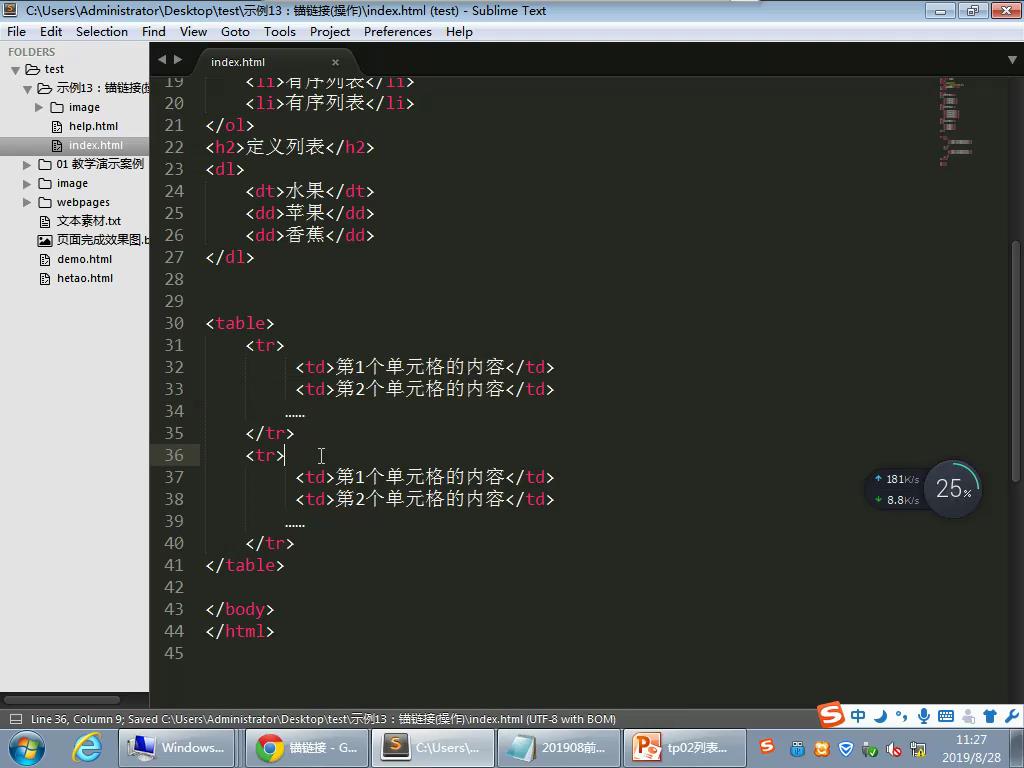 C:\Users\Administrator\Desktop\test\示例13：锚链接(操作)\index.html (test) - Sublime Text
File Edit Selection Find View Goto Tools Project Preferences Help
FOLDERS
test
示例13：锚链接(
image
help.html
index.html
01 教学演示案例
image
webpages
文本素材.txt
页面完成效果图.b
demo.html
hetao.html
index.html ×
19 <li>有序列表</li>
20 <li>有序列表</li>
21 </ol>
22 <h2>定义列表</h2>
23 <dl>
24 <dt>水果</dt>
25 <dd>苹果</dd>
26 <dd>香蕉</dd>
27 </dl>
28
29
30 <table>
31 <tr>
32 <td>第1个单元格的内容</td>
33 <td>第2个单元格的内容</td>
34 ……
35 </tr>
36 <tr>
37 <td>第1个单元格的内容</td>
38 <td>第2个单元格的内容</td>
39 ……
40 </tr>
41 </table>
42
43 </body>
44 </html>
45
181K/s
8.8K/s
25%
Line 36, Column 9; Saved C:\Users\Administrator\Desktop\test\示例13：锚链接(操作)\index.html (UTF-8 with BOM)
中
Windows...
锚链接 - G...
C:\Users\...
201908前...
tp02列表...
11:27
2019/8/28